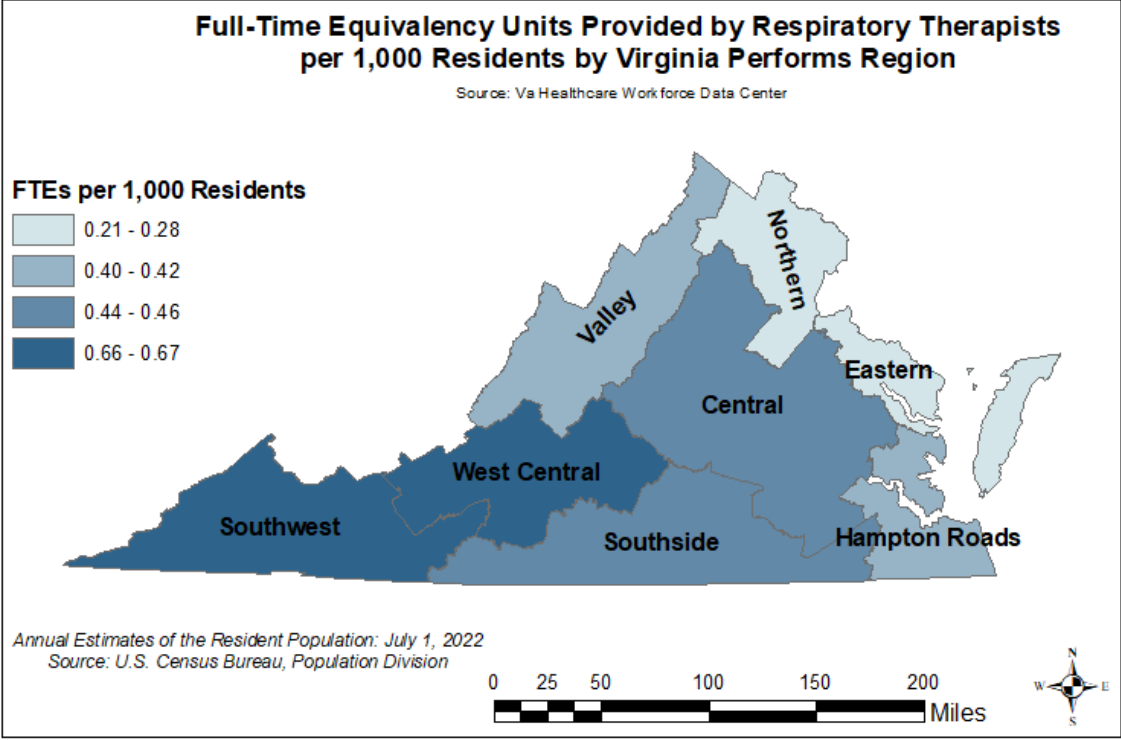 Full-Time Equivalency Units Provided by Respiratory Therapists
per 1,000 Residents by Virginia Performs Region
Source: Va Healthcare Workforce Data Center
FTEs per 1,000 Residents
0.21 - 0.28
0.40 - 0.42
0.44 - 0.46
0.66 - 0.67
Northern
Valley
Eastern
Central
West Central
Southwest
Southside
Hampton Roads
Annual Estimates of the Resident Population: July 1, 2022
Source: U.S. Census Bureau, Population Division
0 25 50 100 150 200
Miles
N
W E
S